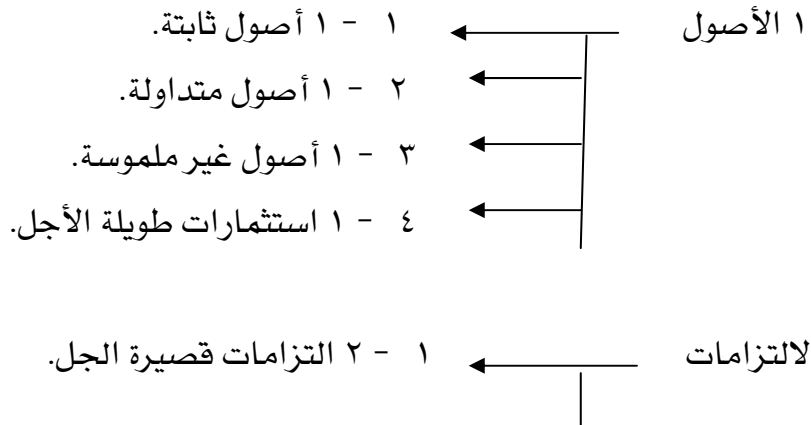 ١ الأصول ١ - ١ أصول ثابتة.
٢ - ١ أصول متداولة.
٣ - ١ أصول غير ملموسة.
٤ - ١ استثمارات طويلة الأجل.
لالتزامات ١ - ٢ التزامات قصيرة الجل.